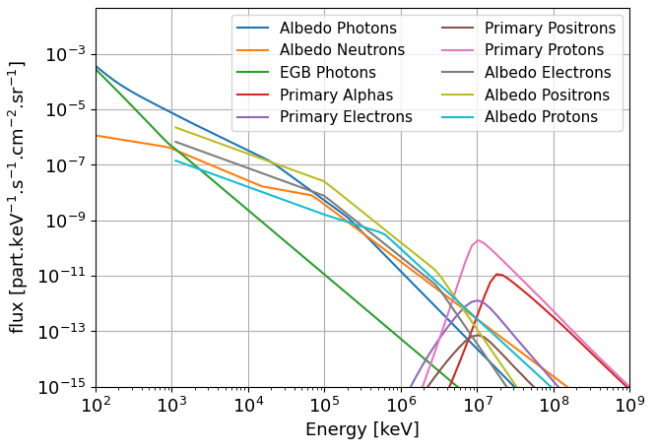 flux [part.keV⁻¹.s⁻¹.cm⁻².sr⁻¹]
10⁻³
10⁻⁵
10⁻⁷
10⁻⁹
10⁻¹¹
10⁻¹³
10⁻¹⁵
Albedo Photons
Albedo Neutrons
EGB Photons
Primary Alphas
Primary Electrons
Primary Positrons
Primary Protons
Albedo Electrons
Albedo Positrons
Albedo Protons
10² 10³ 10⁴ 10⁵ 10⁶ 10⁷ 10⁸ 10⁹
Energy [keV]